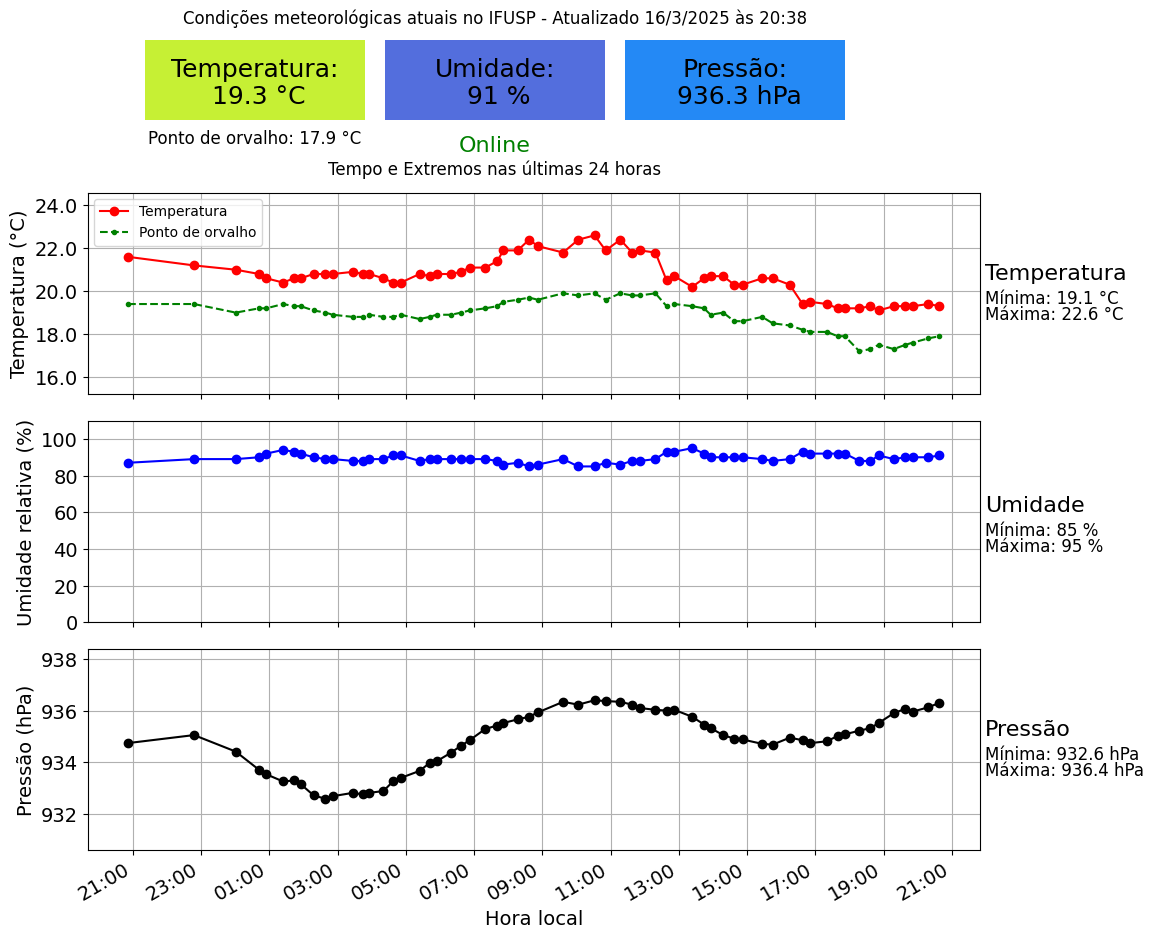 Condições meteorológicas atuais no IFUSP - Atualizado 16/3/2025 às 20:38
Temperatura:
19.3 °C
Umidade:
91 %
Pressão:
936.3 hPa
Ponto de orvalho: 17.9 °C
Online
Tempo e Extremos nas últimas 24 horas
Temperatura (°C)
24.0
22.0
20.0
18.0
16.0
Temperatura
Ponto de orvalho
Temperatura
Mínima: 19.1 °C
Máxima: 22.6 °C
Umidade relativa (%)
100
80
60
40
20
0
Umidade
Mínima: 85 %
Máxima: 95 %
Pressão (hPa)
938
936
934
932
Pressão
Mínima: 932.6 hPa
Máxima: 936.4 hPa
21:00 23:00 01:00 03:00 05:00 07:00 09:00 11:00 13:00 15:00 17:00 19:00 21:00
Hora local